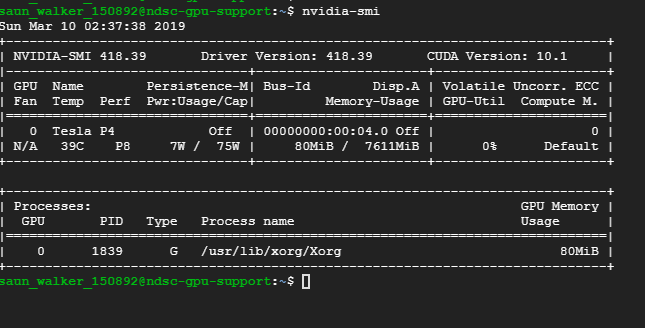 saun_walker_150892@ndsc-gpu-support:~$ nvidia-smi
Sun Mar 10 02:37:38 2019
+-----------------------------------------------------------------------------+
| NVIDIA-SMI 418.39       Driver Version: 418.39       CUDA Version: 10.1     |
|-------------------------------+----------------------+----------------------+
| GPU  Name        Persistence-M| Bus-Id        Disp.A | Volatile Uncorr. ECC |
| Fan  Temp  Perf  Pwr:Usage/Cap|         Memory-Usage | GPU-Util  Compute M. |
|===============================+======================+======================|
|   0  Tesla P4            Off  | 00000000:00:04.0 Off |                    0 |
| N/A   39C    P8     7W /  75W |     80MiB /  7611MiB |      0%      Default |
+-------------------------------+----------------------+----------------------+

+-----------------------------------------------------------------------------+
| Processes:                                                       GPU Memory |
|  GPU       PID   Type   Process name                             Usage      |
|=============================================================================|
|    0      1839      G   /usr/lib/xorg/Xorg                            80MiB |
+-----------------------------------------------------------------------------+
saun_walker_150892@ndsc-gpu-support:~$